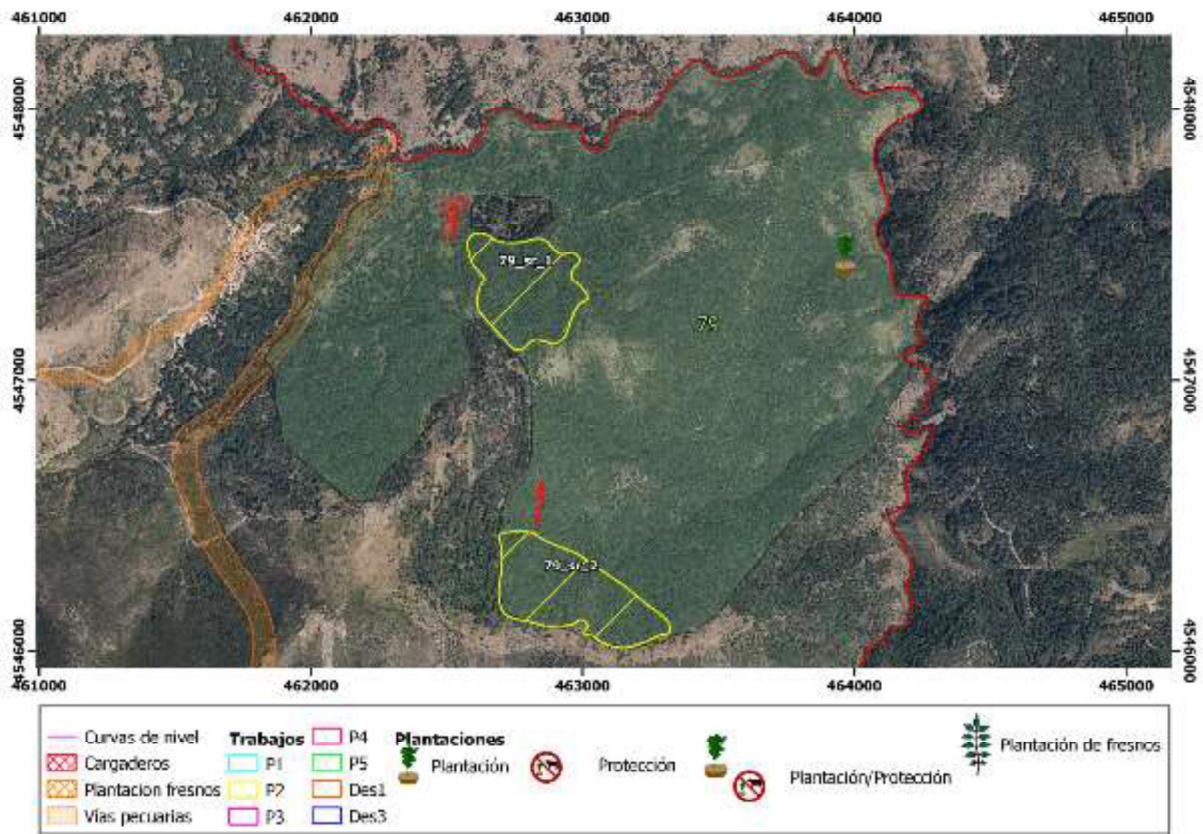 461000 462000 463000 464000 465000
4548000 4548000
79_sr_1
79
4547000 4547000
79_sr_2
4546000 4546000
461000 462000 463000 464000 465000
Curvas de nivel Trabajos P4 Plantaciones
Cargaderos P1 P5 Plantación Protección Plantación/Protección Plantación de fresnos
Plantacion fresnos P2 Des1
Vías pecuarias P3 Des3